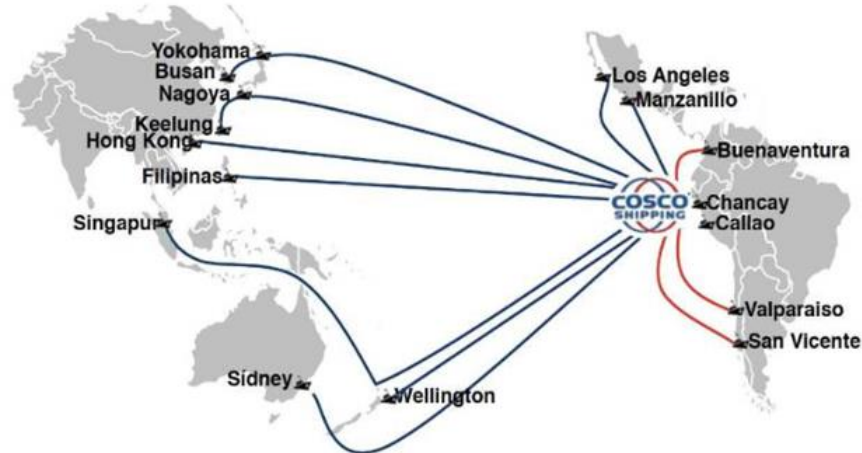 Yokohama
Busan
Nagoya
Keelung
Hong Kong
Filipinas
Singapur
Sídney
Wellington
Los Angeles
Manzanillo
Buenaventura
COSCO
SHIPPING
Chancay
Callao
Valparaiso
San Vicente